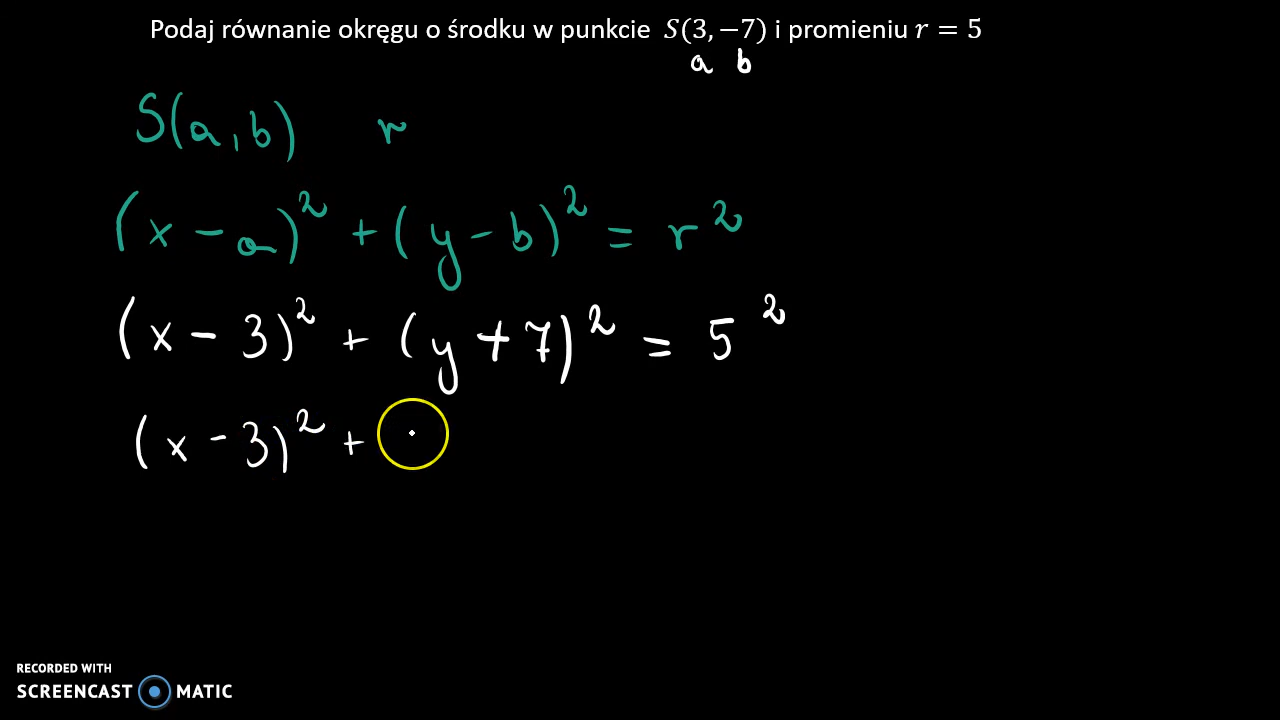 Podaj równanie okręgu o środku w punkcie S(3, −7) i promieniu r = 5
a b
S(a, b) r
(x − a)² + (y − b)² = r²
(x − 3)² + (y + 7)² = 5²
(x − 3)² +
RECORDED WITH
SCREENCAST MATIC